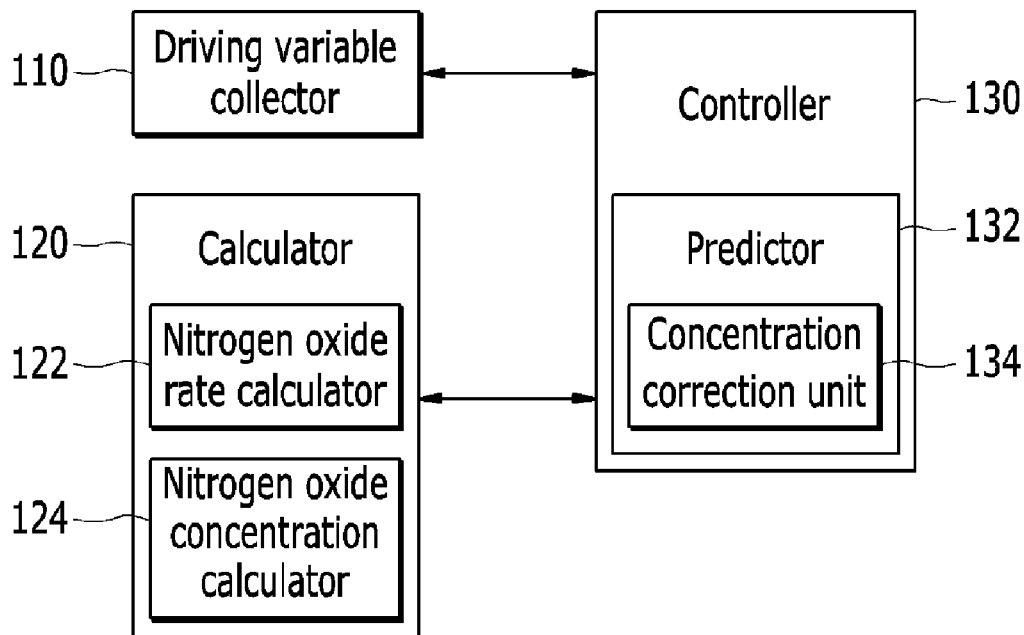 110
Driving variable
collector
Controller
130
120
Calculator
132
Predictor
122
Nitrogen oxide
rate calculator
Concentration
correction unit
134
124
Nitrogen oxide
concentration
calculator